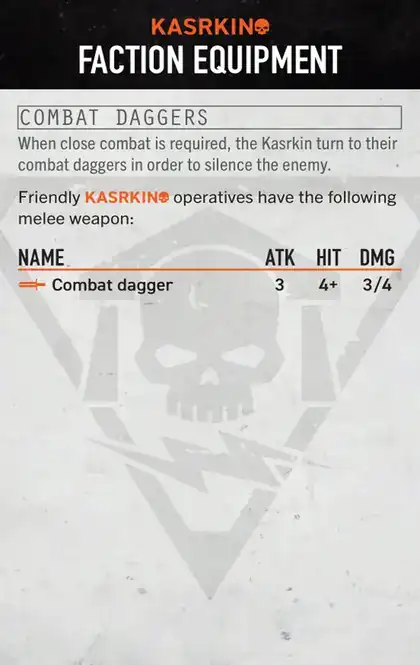 KASRKIN
FACTION EQUIPMENT
COMBAT DAGGERS
When close combat is required, the Kasrkin turn to their
combat daggers in order to silence the enemy.
Friendly KASRKIN operatives have the following
melee weapon:
NAME ATK HIT DMG
Combat dagger 3 4+ 3/4